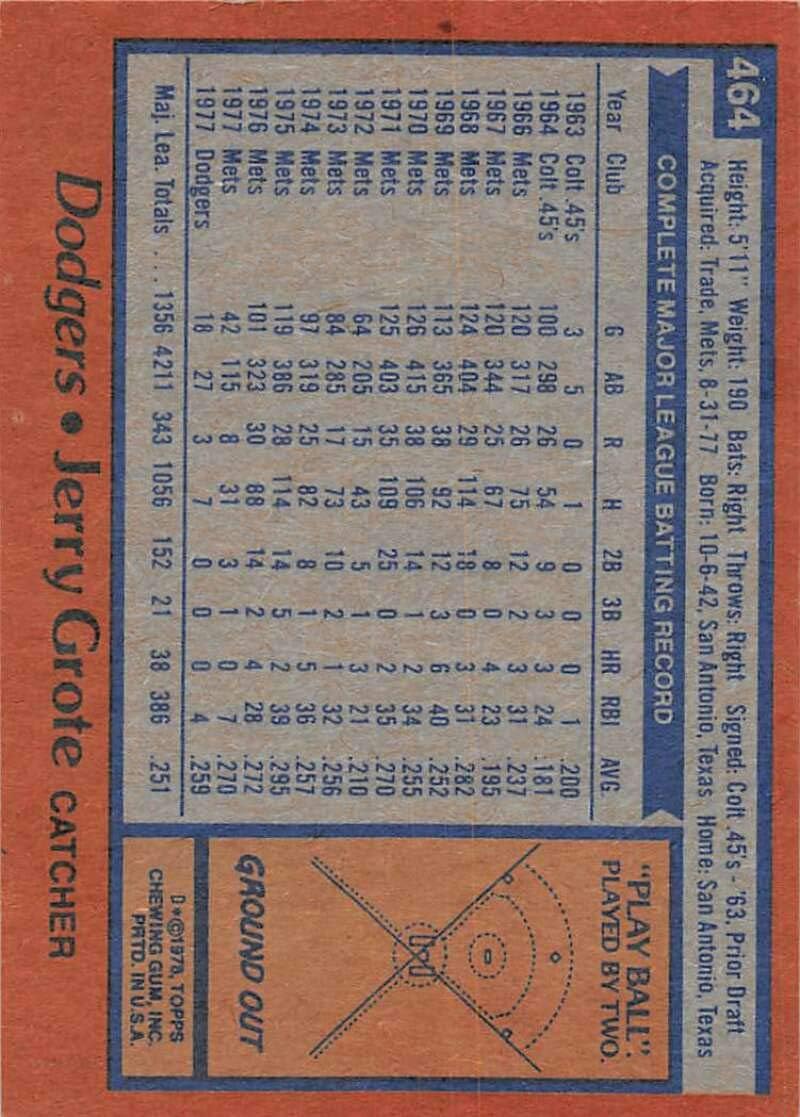 464
Height: 5'11" Weight: 190 Bats: Right Throws: Right Signed: Colt .45's - '63, Prior Draft
Acquired: Trade, Mets, 8-31-77 Born: 10-6-42, San Antonio, Texas Home: San Antonio, Texas
COMPLETE MAJOR LEAGUE BATTING RECORD
Year Club G AB R H 2B 3B HR RBI AVG.
1963 Colt .45's 3 5 0 1 0 0 0 1 .200
1964 Colt .45's 100 298 26 54 9 3 3 24 .181
1966 Mets 120 317 26 75 12 2 3 31 .237
1967 Mets 120 344 25 67 8 0 4 23 .195
1968 Mets 124 404 29 114 18 0 3 31 .282
1969 Mets 113 365 38 92 12 3 6 40 .252
1970 Mets 126 415 38 106 14 1 2 34 .255
1971 Mets 125 403 35 109 25 0 2 35 .270
1972 Mets 64 205 15 43 5 1 3 21 .210
1973 Mets 84 285 17 73 10 2 1 32 .256
1974 Mets 97 319 25 82 8 1 5 36 .257
1975 Mets 119 386 28 114 14 5 2 39 .295
1976 Mets 101 323 30 88 14 2 4 28 .272
1977 Mets 42 115 8 31 3 1 0 7 .270
1977 Dodgers 18 27 3 7 0 0 0 4 .259
Maj. Lea. Totals ... 1356 4211 343 1056 152 21 38 386 .251
"PLAY BALL":
PLAYED BY TWO.
GROUND OUT
D*©1978, TOPPS
CHEWING GUM, INC.
PRTD. IN U.S.A.
Dodgers • Jerry Grote CATCHER